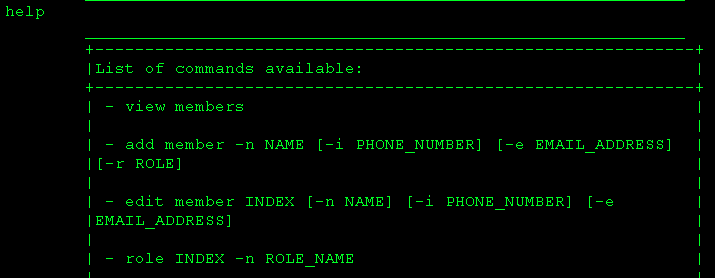 help
List of commands available:
- view members
- add member -n NAME [-i PHONE_NUMBER] [-e EMAIL_ADDRESS]
[-r ROLE]
- edit member INDEX [-n NAME] [-i PHONE_NUMBER] [-e
EMAIL_ADDRESS]
- role INDEX -n ROLE_NAME